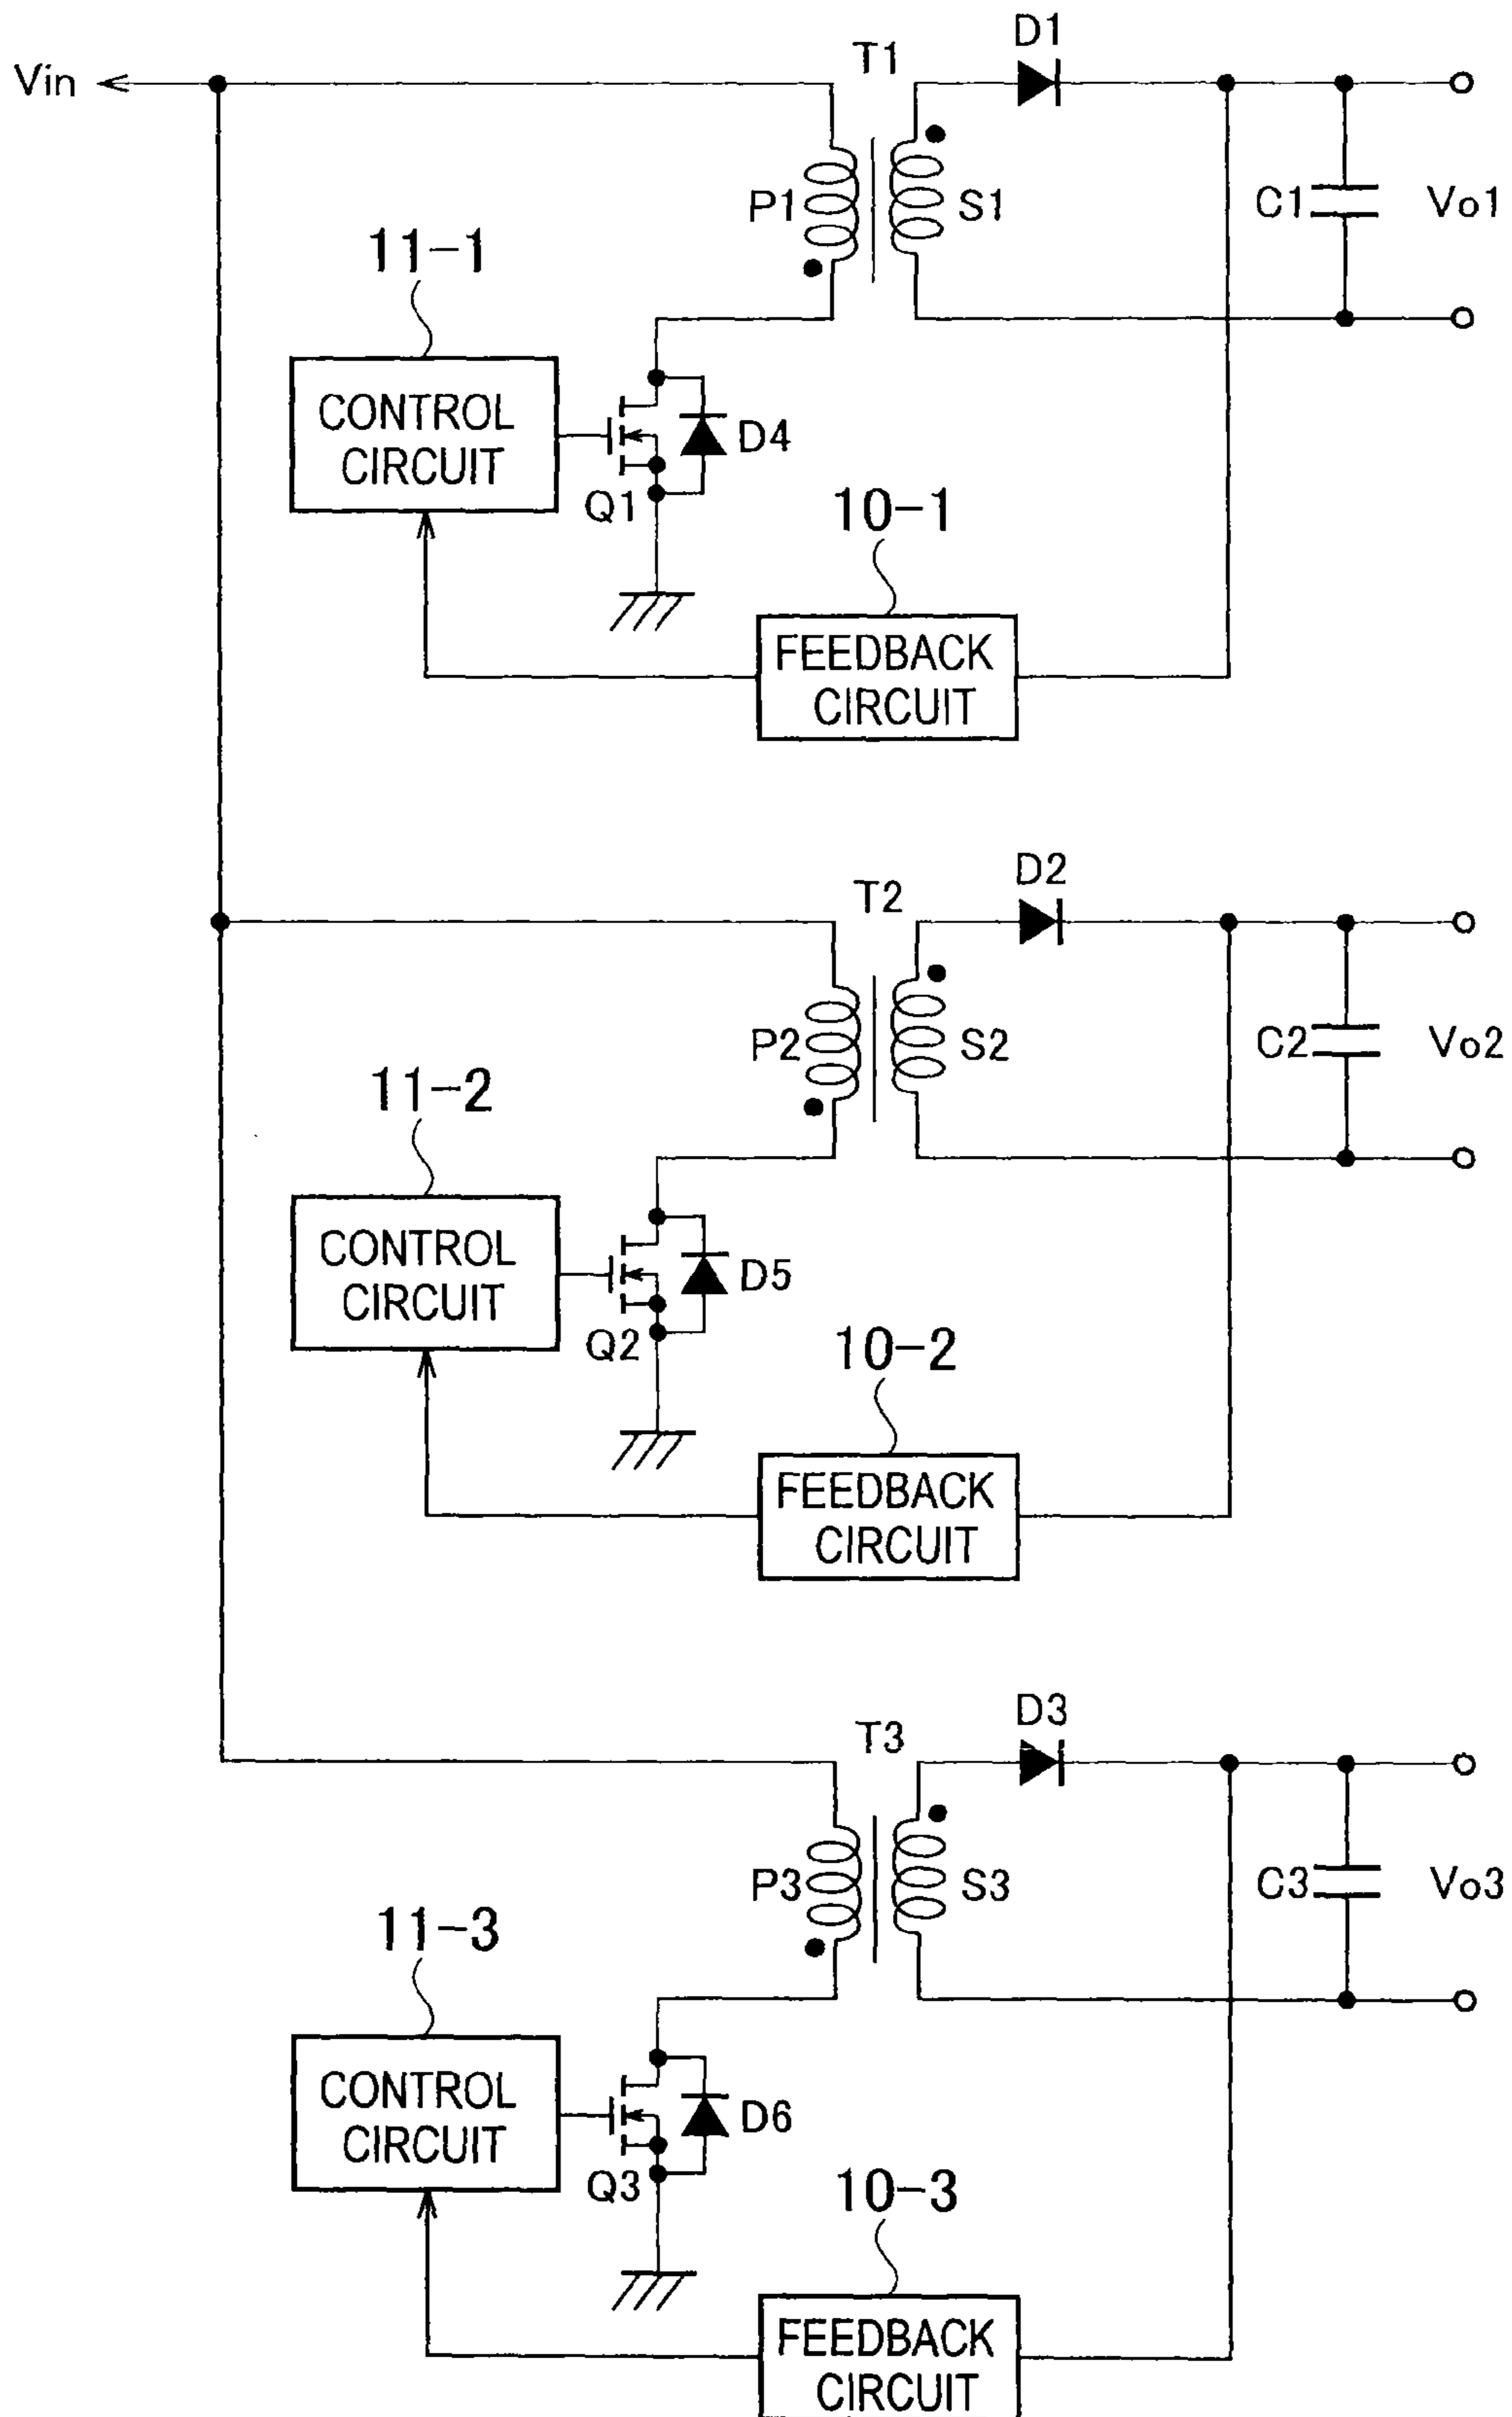 D1
T1
Vin
P1
S1
C1
Vo1
11-1
CONTROL
CIRCUIT
D4
Q1
10-1
FEEDBACK
CIRCUIT
D2
T2
P2
S2
C2
Vo2
11-2
CONTROL
CIRCUIT
D5
Q2
10-2
FEEDBACK
CIRCUIT
D3
T3
P3
S3
C3
Vo3
11-3
CONTROL
CIRCUIT
D6
Q3
10-3
FEEDBACK
CIRCUIT